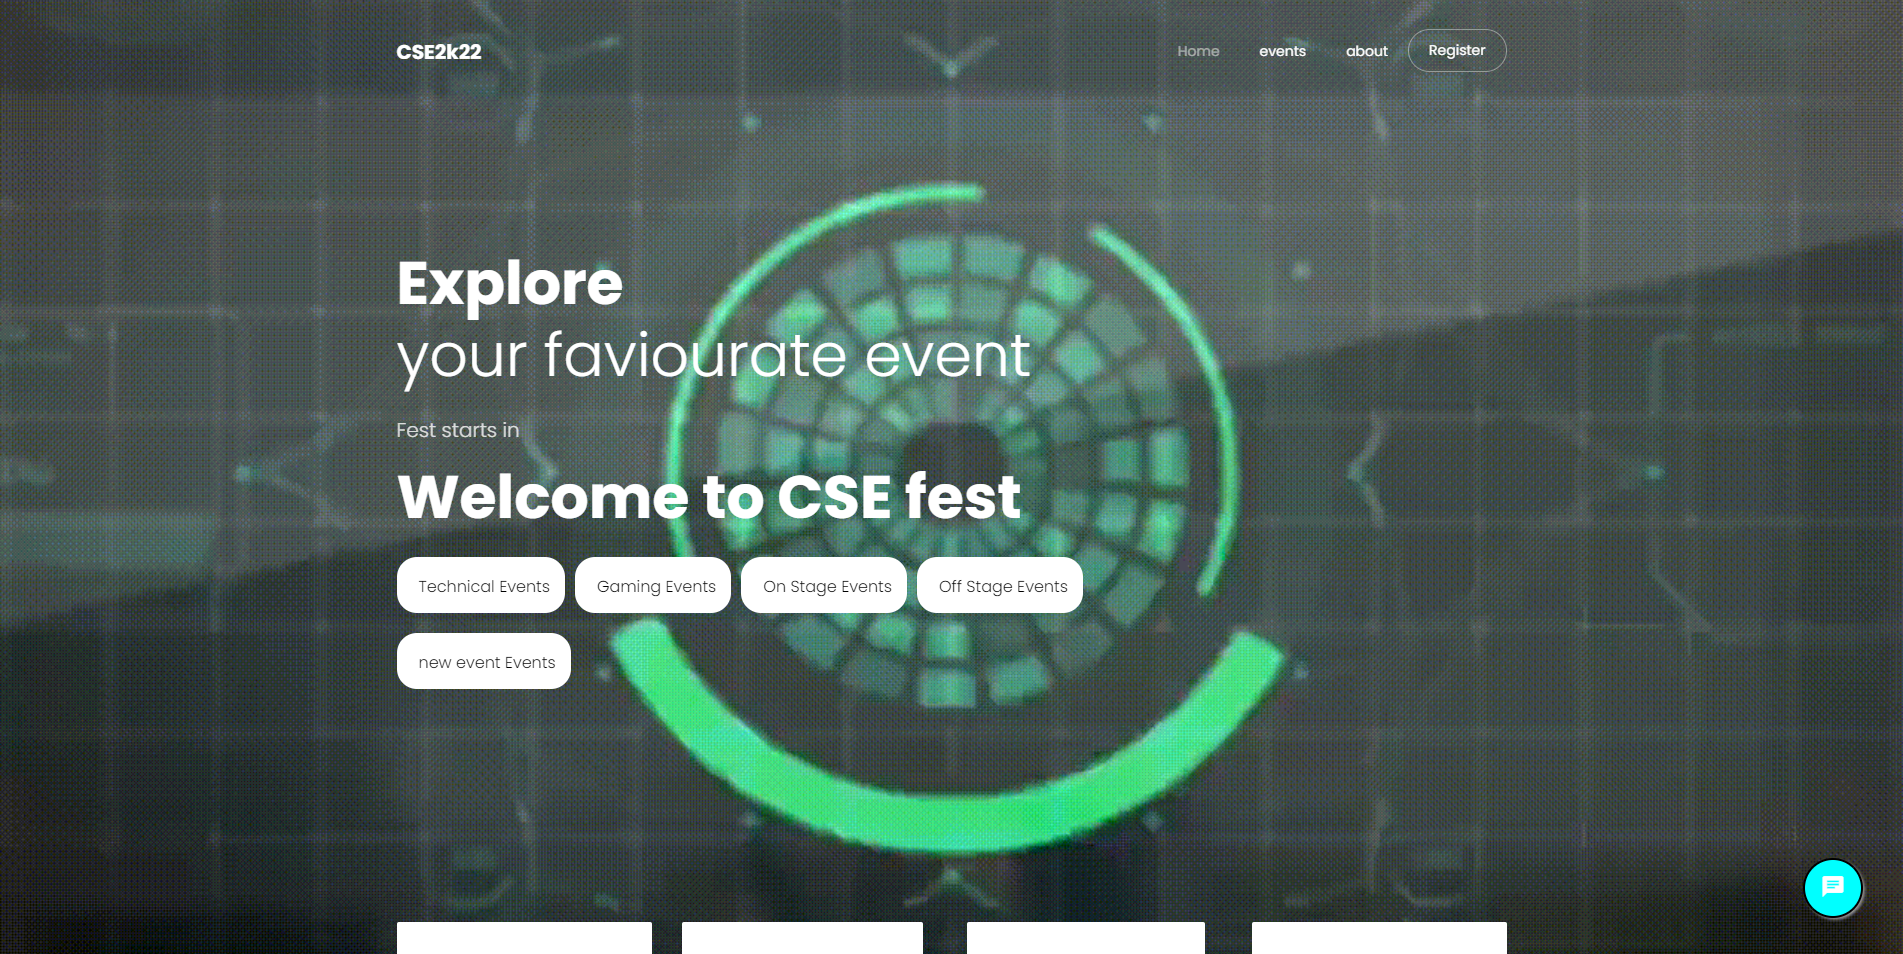 CSE2k22
Home events about Register
Explore
your faviourate event
Fest starts in
Welcome to CSE fest
Technical Events Gaming Events On Stage Events Off Stage Events
new event Events